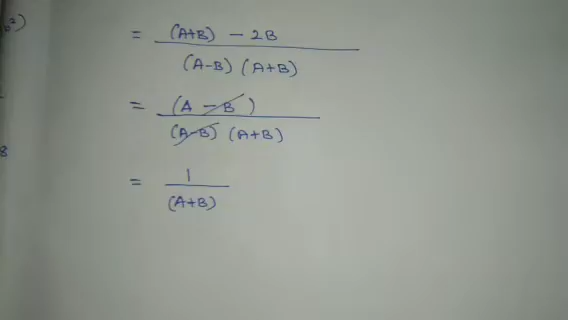 = (A+B) - 2B
(A-B) (A+B)
= (A - B)
(A-B) (A+B)
= 1
(A+B)